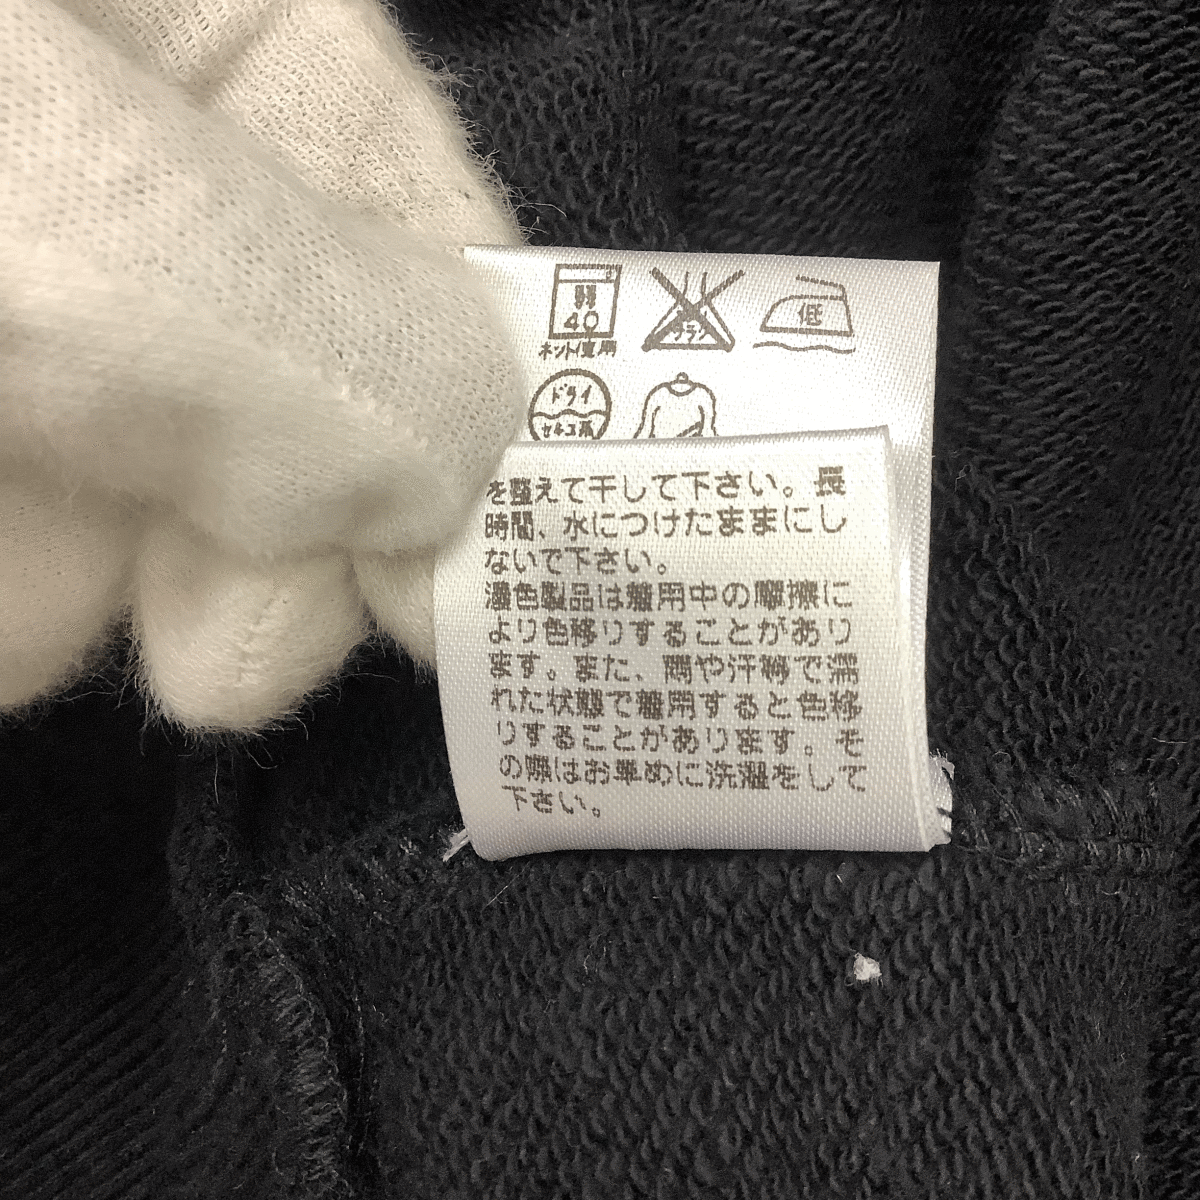 弱
40
ネット使用
低
ドライ
セキユ系
を整えて干して下さい。長
時間、水につけたままにし
ないで下さい。
濃色製品は着用中の摩擦に
より色移りすることがあり
ます。また、雨や汗等で濡
れた状態で着用すると色移
りすることがあります。そ
の際はお早めに洗濯をして
下さい。